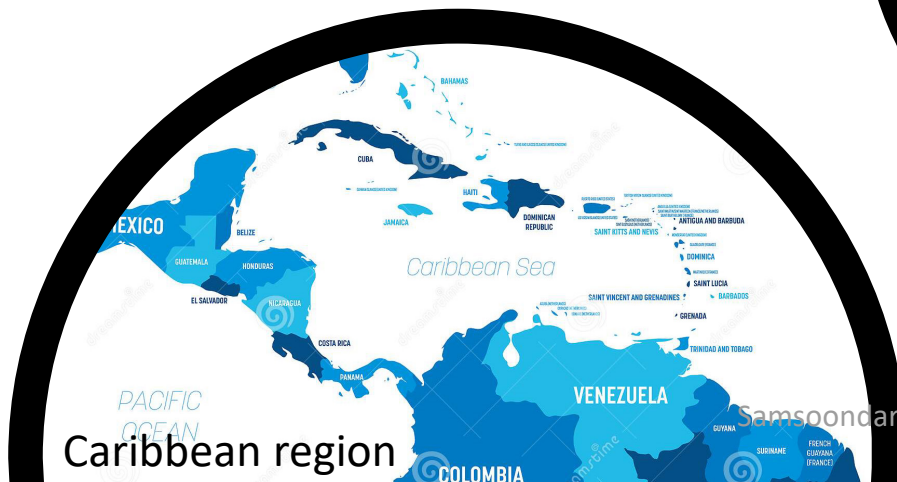 BAHAMAS
CUBA
HAITI
DOMINICAN
REPUBLIC
JAMAICA
MEXICO
BELIZE
GUATEMALA
HONDURAS
EL SALVADOR
NICARAGUA
COSTA RICA
PANAMA
Caribbean Sea
ANTIGUA AND BARBUDA
SAINT KITTS AND NEVIS
DOMINICA
SAINT LUCIA
SAINT VINCENT AND GRENADINES
BARBADOS
GRENADA
TRINIDAD AND TOBAGO
VENEZUELA
COLOMBIA
GUYANA
SURINAME
FRENCH
GUAYANA
(FRANCE)
PACIFIC
OCEAN
Caribbean region